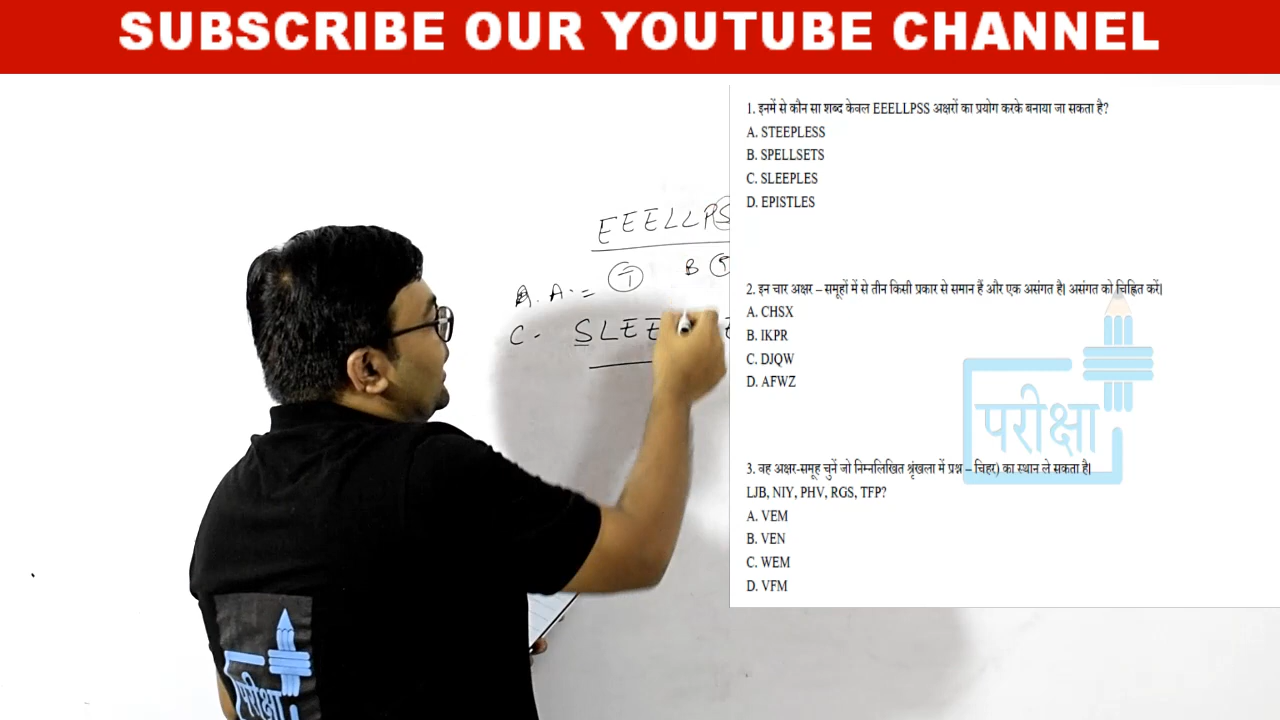 SUBSCRIBE OUR YOUTUBE CHANNEL
1. इनमें से कौन सा शब्द केवल EEELLPSS अक्षरों का प्रयोग करके बनाया जा सकता है?
A. STEEPLESS
B. SPELLSETS
C. SLEEPLES
D. EPISTLES
2. इन चार अक्षर – समूहों में से तीन किसी प्रकार से समान हैं और एक असंगत है। असंगत को चिह्नित करें।
A. CHSX
B. IKPR
C. DJQW
D. AFWZ
परीक्षा
3. वह अक्षर-समूह चुनें जो निम्नलिखित श्रृंखला में प्रश्न – चिहर) का स्थान ले सकता है।
LJB, NIY, PHV, RGS, TFP?
A. VEM
B. VEN
C. WEM
D. VFM
EEELLPS
A. = T B
C - SLEE
परीक्षा